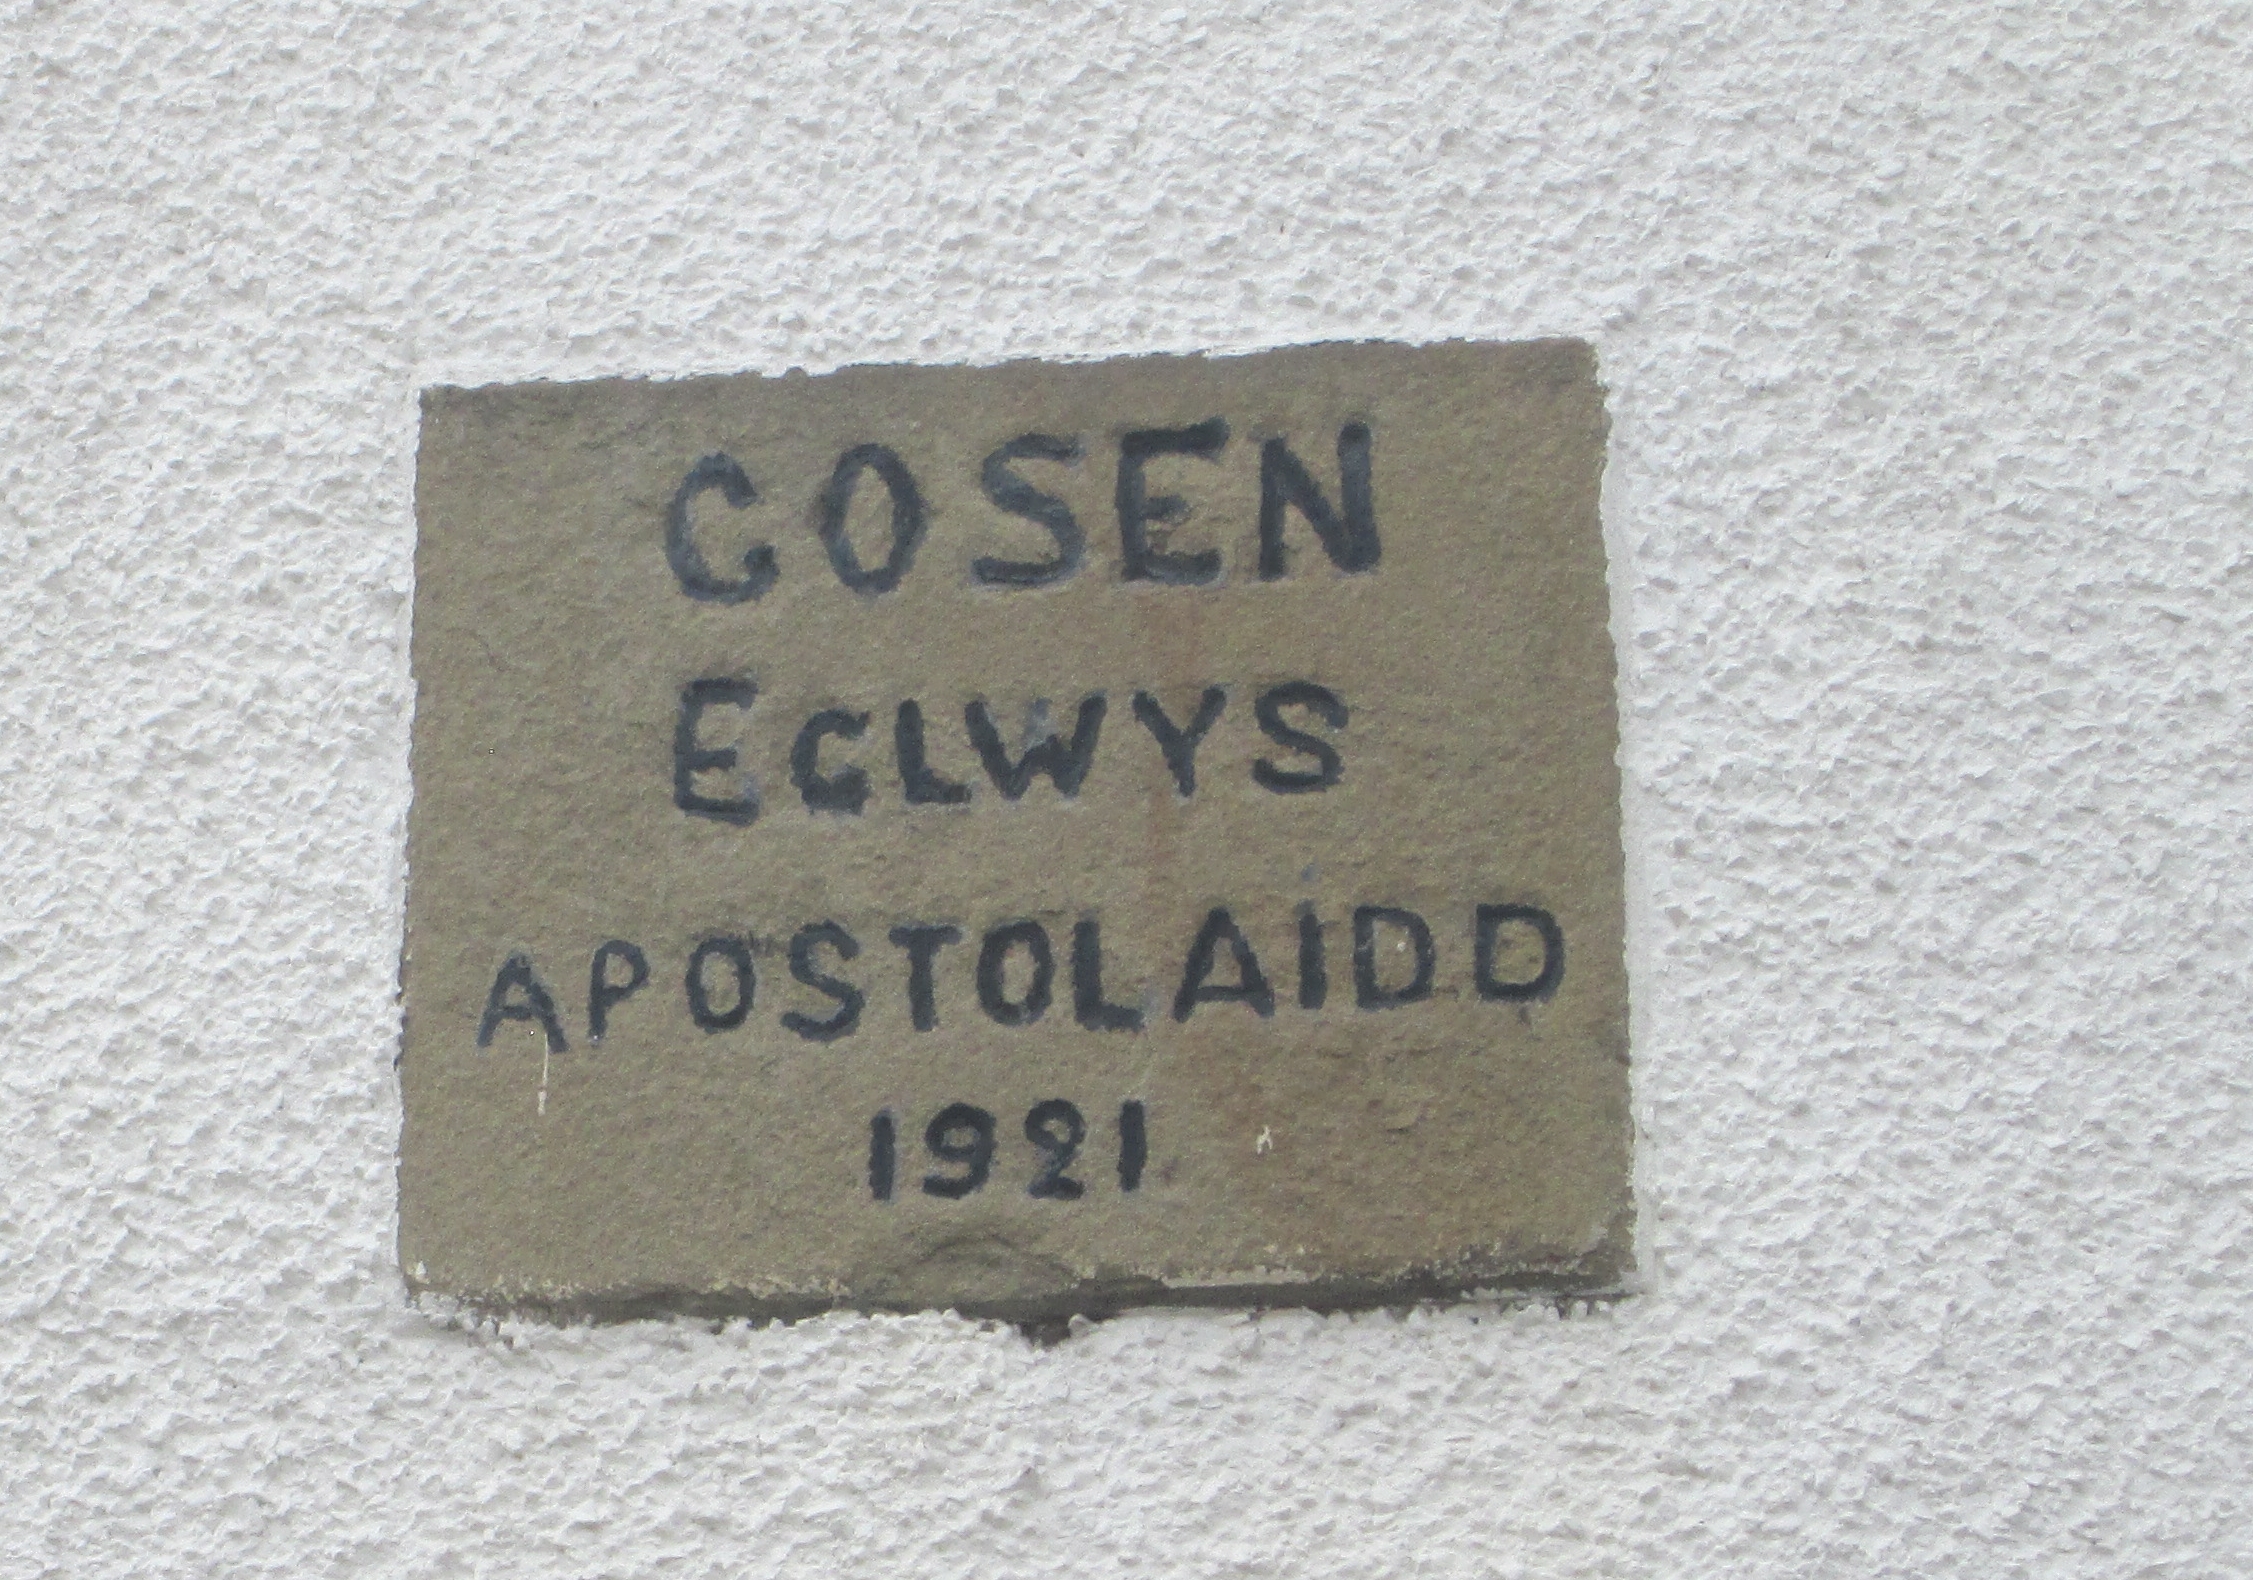 GOSEN
EGLWYS
APOSTOLAIDD
1921